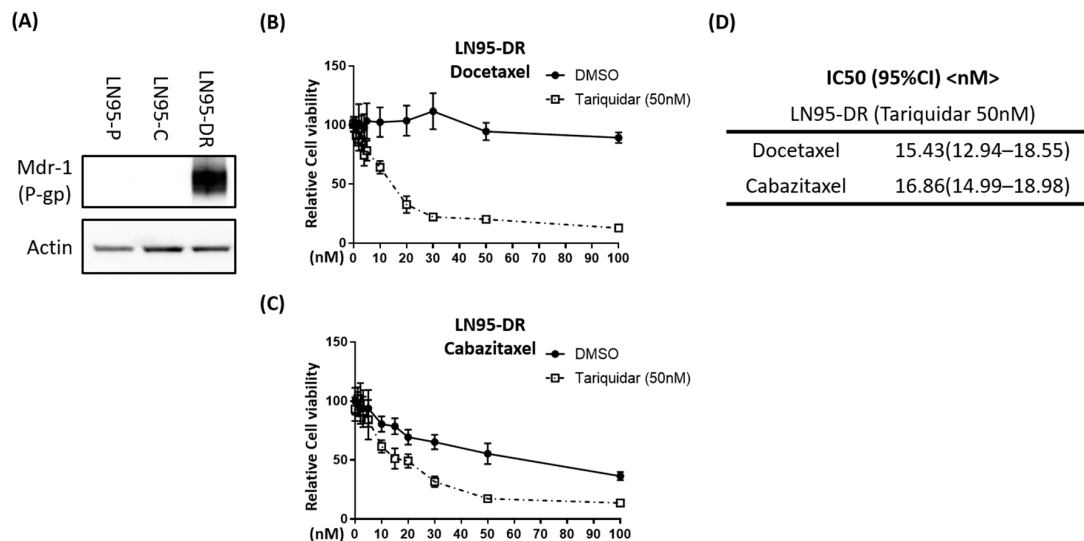 (A)
LN95-P
LN95-C
LN95-DR
Mdr-1
(P-gp)
Actin
(B)
LN95-DR
Docetaxel
DMSO
Tariquidar (50nM)
Relative Cell viability
150
100
50
0
(nM)
0 10 20 30 40 50 60 70 80 90 100
(C)
LN95-DR
Cabazitaxel
DMSO
Tariquidar (50nM)
Relative Cell viability
150
100
50
0
(nM)
0 10 20 30 40 50 60 70 80 90 100
(D)
IC50 (95%CI) <nM>
LN95-DR (Tariquidar 50nM)
Docetaxel 15.43(12.94–18.55)
Cabazitaxel 16.86(14.99–18.98)